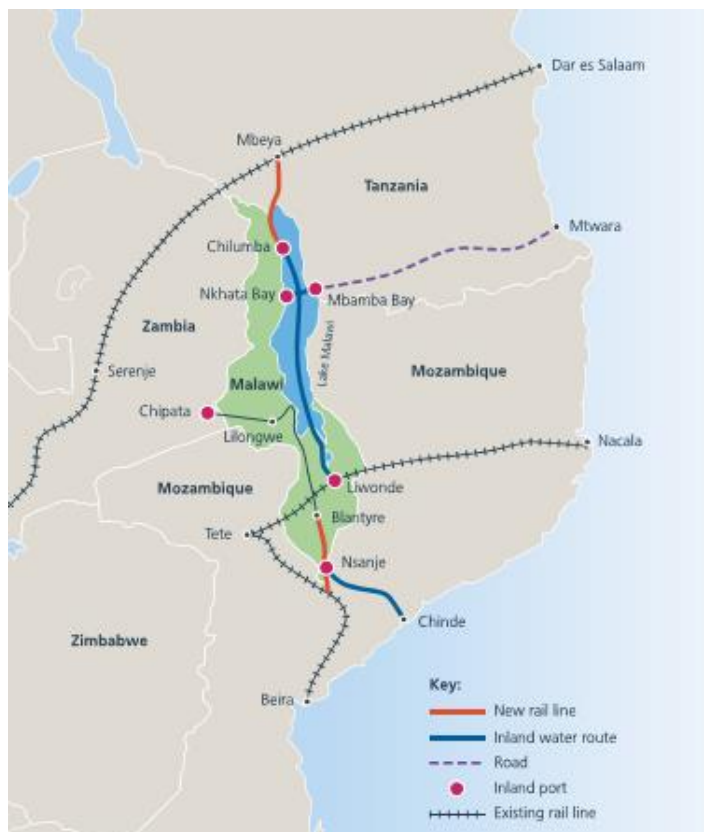 Dar es Salaam
Mbeya
Tanzania
Mtwara
Chilumba
Nkhata Bay
Mbamba Bay
Zambia
Lake Malawi
Serenje
Malawi
Mozambique
Chipata
Lilongwe
Nacala
Mozambique
Liwonde
Blantyre
Tete
Nsanje
Chinde
Zimbabwe
Beira
Key:
New rail line
Inland water route
Road
Inland port
Existing rail line